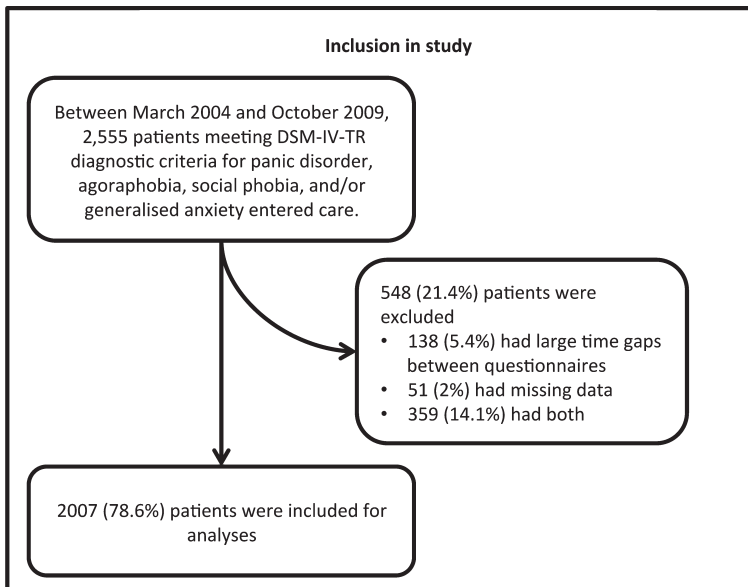 Inclusion in study
Between March 2004 and October 2009,
2,555 patients meeting DSM-IV-TR
diagnostic criteria for panic disorder,
agoraphobia, social phobia, and/or
generalised anxiety entered care.
548 (21.4%) patients were
excluded
• 138 (5.4%) had large time gaps
between questionnaires
• 51 (2%) had missing data
• 359 (14.1%) had both
2007 (78.6%) patients were included for
analyses